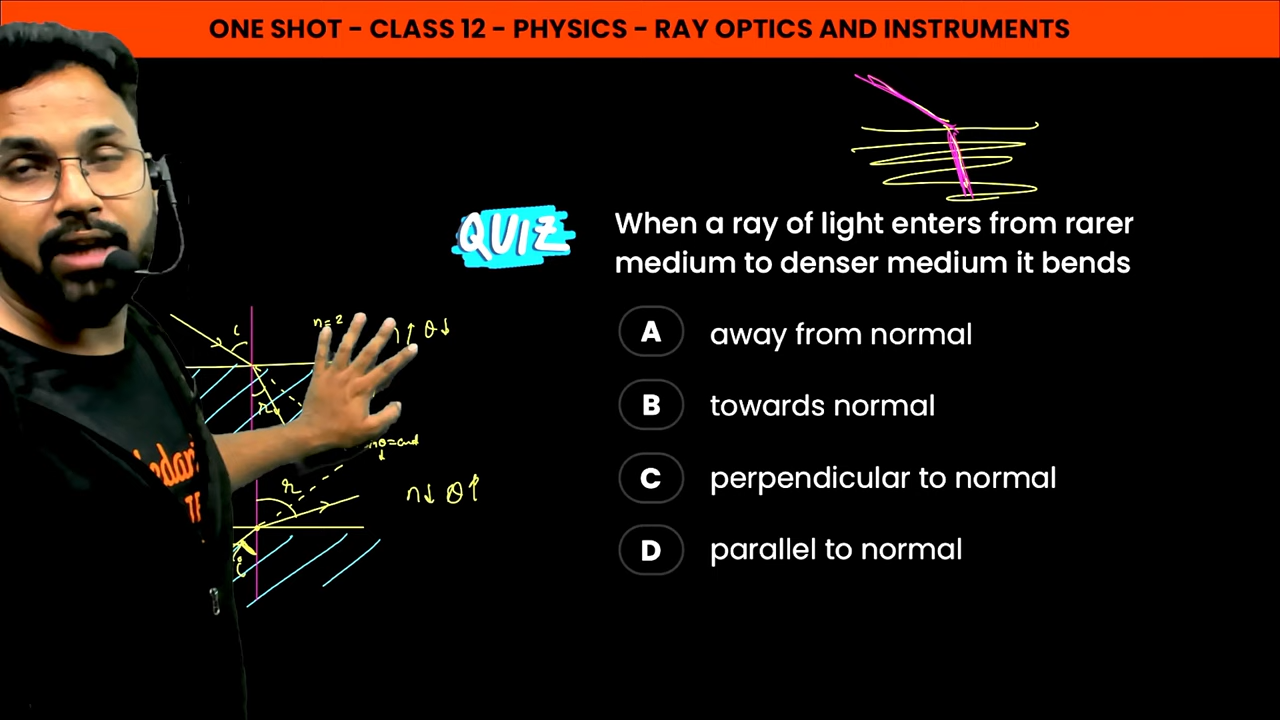 ONE SHOT - CLASS 12 - PHYSICS - RAY OPTICS AND INSTRUMENTS
QUIZ
When a ray of light enters from rarer
medium to denser medium it bends
A away from normal
B towards normal
C perpendicular to normal
D parallel to normal
i
n=2
θ↓
r
r
n↓ θ↑
i